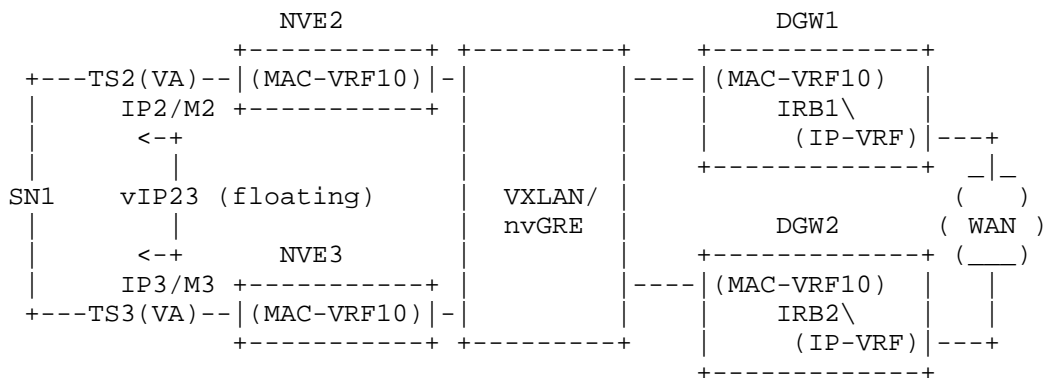 NVE2                           DGW1
                 +-----------+ +---------+    +-------------+
    +---TS2(VA)--|(MAC-VRF10)|-|         |----|(MAC-VRF10)  |
    |      IP2/M2 +-----------+ |         |    |    IRB1\    |
    |       <-+                |         |    |     (IP-VRF)|---+
    |         |                |         |    +-------------+  _|_
   SN1     vIP23 (floating)    | VXLAN/  |                    (   )
    |         |                | nvGRE   |         DGW2      ( WAN )
    |       <-+      NVE3      |         |    +-------------+ (___)
    |      IP3/M3 +-----------+ |         |----|(MAC-VRF10)  |   |
    +---TS3(VA)--|(MAC-VRF10)|-|         |    |    IRB2\    |   |
                 +-----------+ +---------+    |     (IP-VRF)|---+
                                              +-------------+